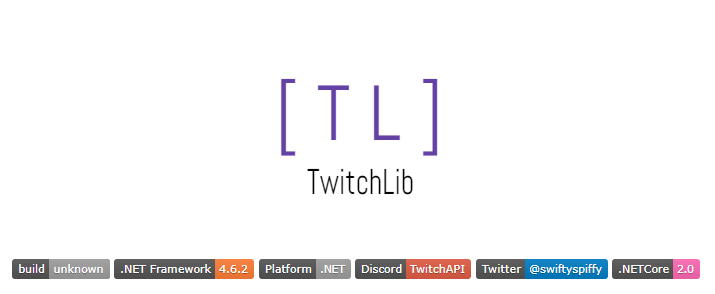 [ T L ]
TwitchLib
build unknown .NET Framework 4.6.2 Platform .NET Discord TwitchAPI Twitter @swiftyspiffy .NETCore 2.0